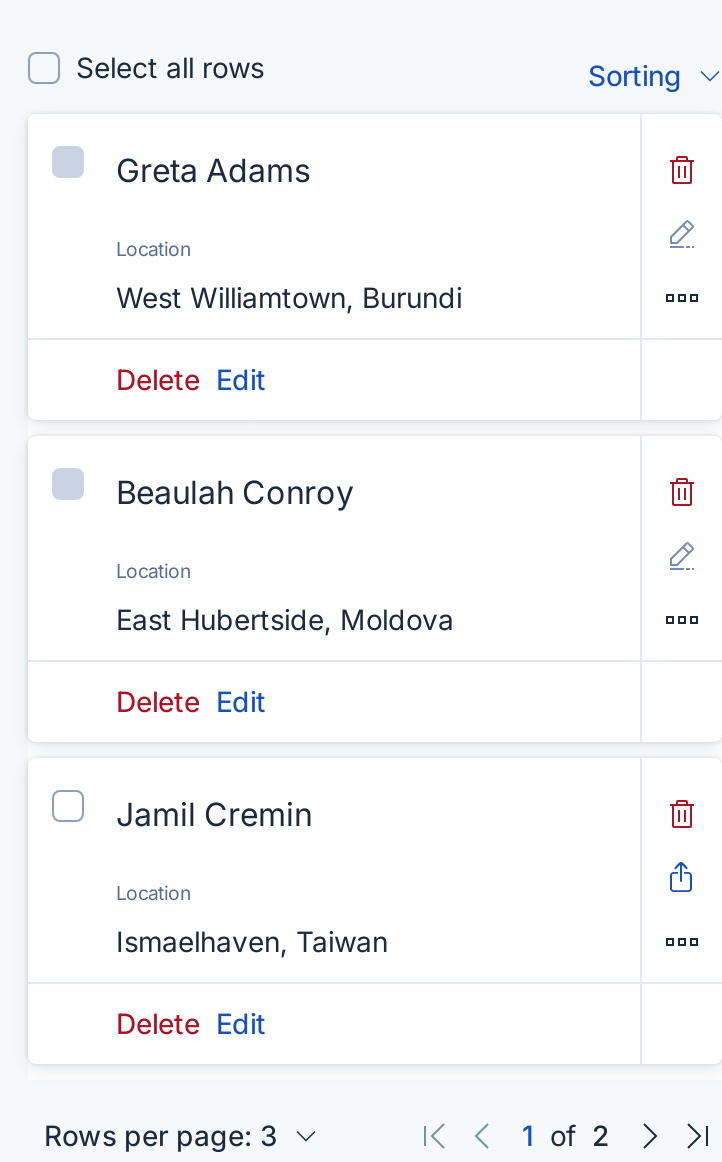 Select all rows
Sorting
Greta Adams
Location
West Williamtown, Burundi
Delete Edit
Beaulah Conroy
Location
East Hubertside, Moldova
Delete Edit
Jamil Cremin
Location
Ismaelhaven, Taiwan
Delete Edit
Rows per page: 3 1 of 2